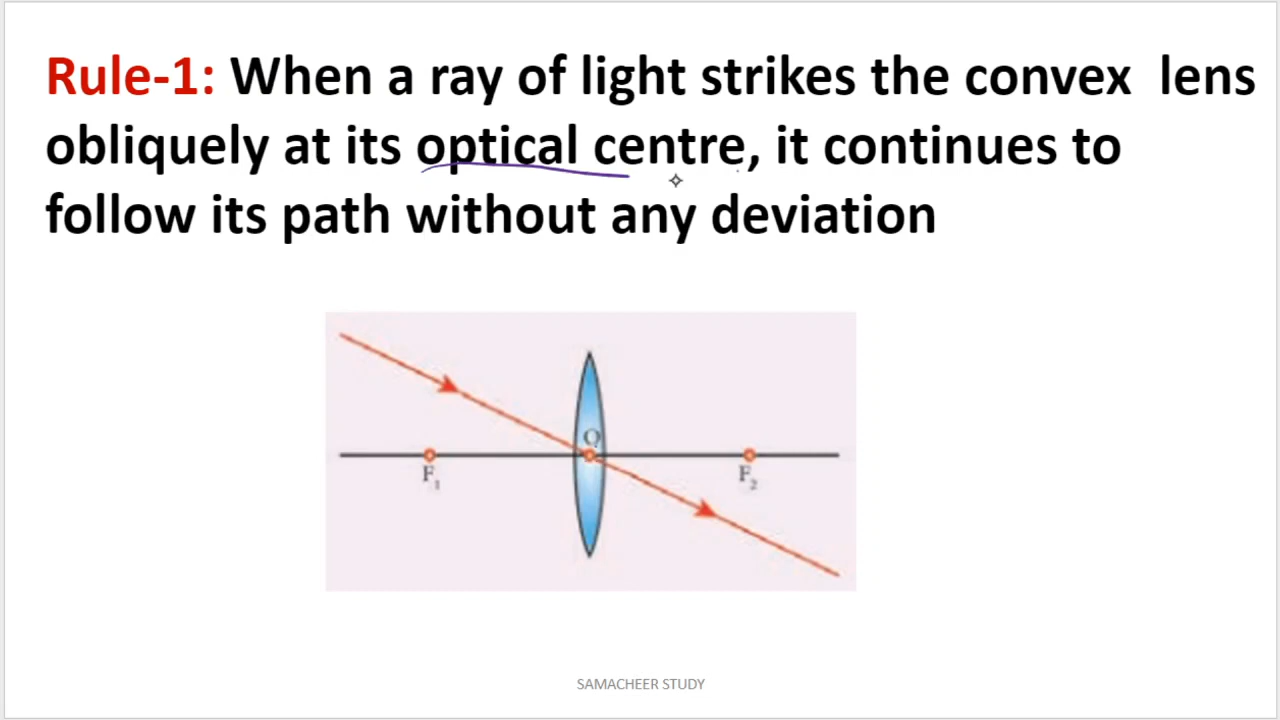 Rule-1: When a ray of light strikes the convex lens
obliquely at its optical centre, it continues to
follow its path without any deviation
O
F1 F2
SAMACHEER STUDY